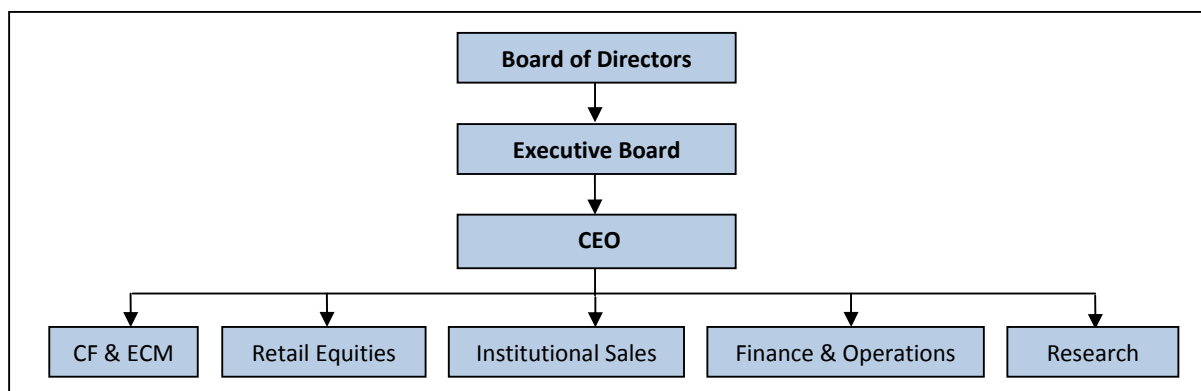 Board of Directors
Executive Board
CEO
CF & ECM
Retail Equities
Institutional Sales
Finance & Operations
Research